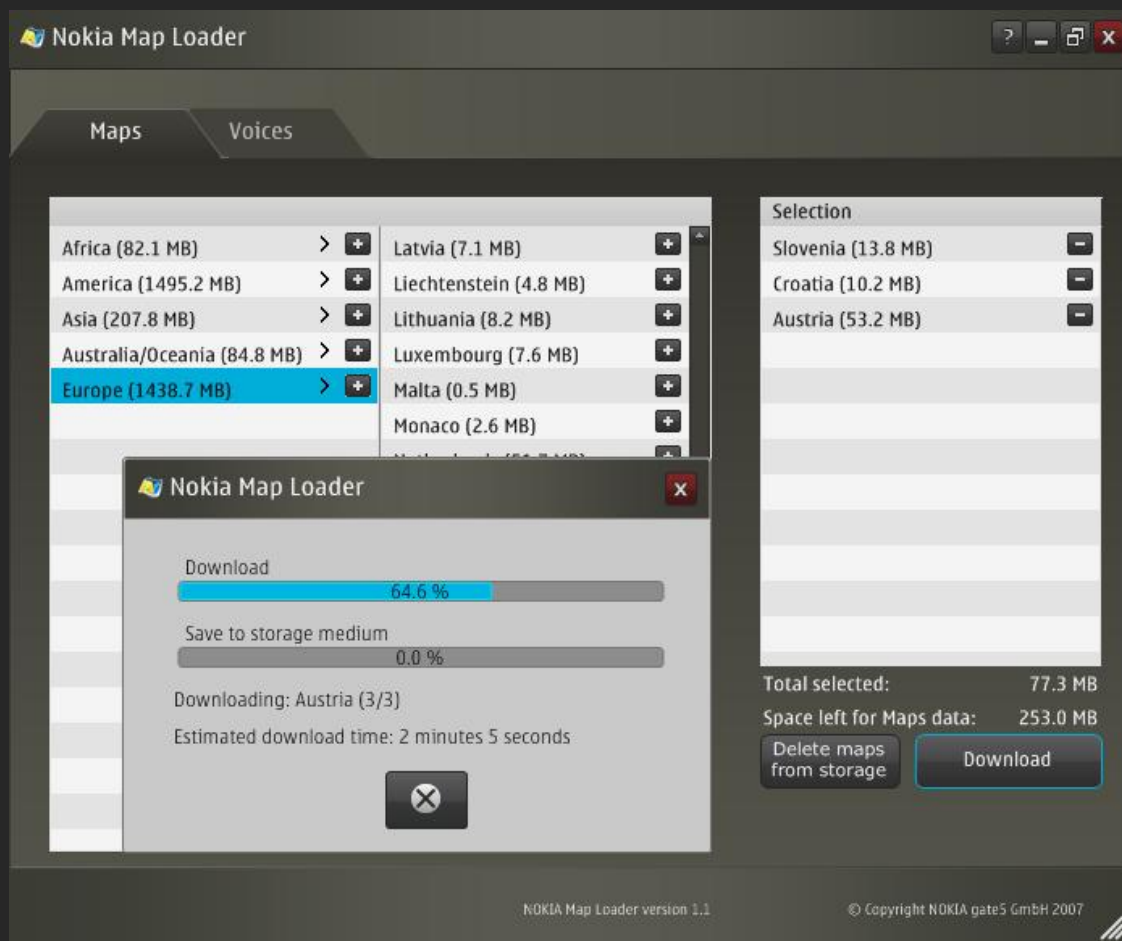 Nokia Map Loader
?
Maps
Voices
Africa (82.1 MB)
America (1495.2 MB)
Asia (207.8 MB)
Australia/Oceania (84.8 MB)
Europe (1438.7 MB)
Latvia (7.1 MB)
Liechtenstein (4.8 MB)
Lithuania (8.2 MB)
Luxembourg (7.6 MB)
Malta (0.5 MB)
Monaco (2.6 MB)
Selection
Slovenia (13.8 MB)
Croatia (10.2 MB)
Austria (53.2 MB)
Nokia Map Loader
Download
64.6 %
Save to storage medium
0.0 %
Downloading: Austria (3/3)
Estimated download time: 2 minutes 5 seconds
Total selected: 77.3 MB
Space left for Maps data: 253.0 MB
Delete maps
from storage
Download
NOKIA Map Loader version 1.1
© Copyright NOKIA gate5 GmbH 2007